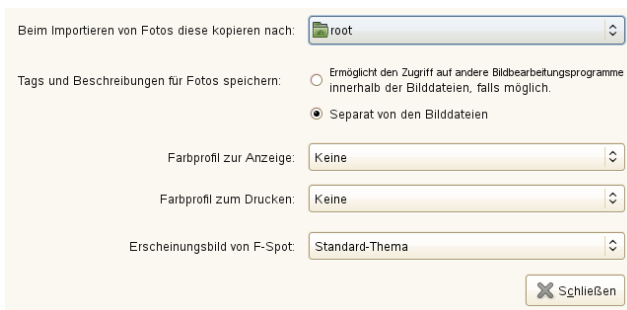 Beim Importieren von Fotos diese kopieren nach: root
Tags und Beschreibungen für Fotos speichern: Ermöglicht den Zugriff auf andere Bildbearbeitungsprogramme
innerhalb der Bilddateien, falls möglich.
Separat von den Bilddateien
Farbprofil zur Anzeige: Keine
Farbprofil zum Drucken: Keine
Erscheinungsbild von F-Spot: Standard-Thema
Schließen